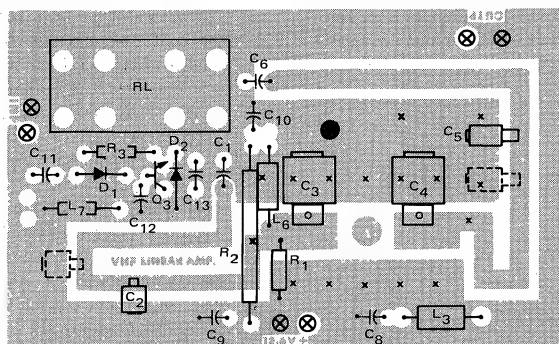 C6
RL
C10
C5
C11
R3
D2
C1
D1
Q3
C13
C3
C4
L7
C12
L6
VHF LINEAR AMP.
R2
R1
C2
C9
C8
L3